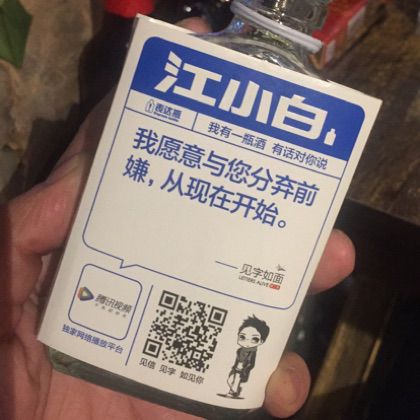 江小白
表达瓶
我有一瓶酒 有话对你说
我愿意与您分弃前
嫌，从现在开始。
——见字如面
LETERS ALIVE
腾讯视频
独家网络播放平台
见信 见字 如见你